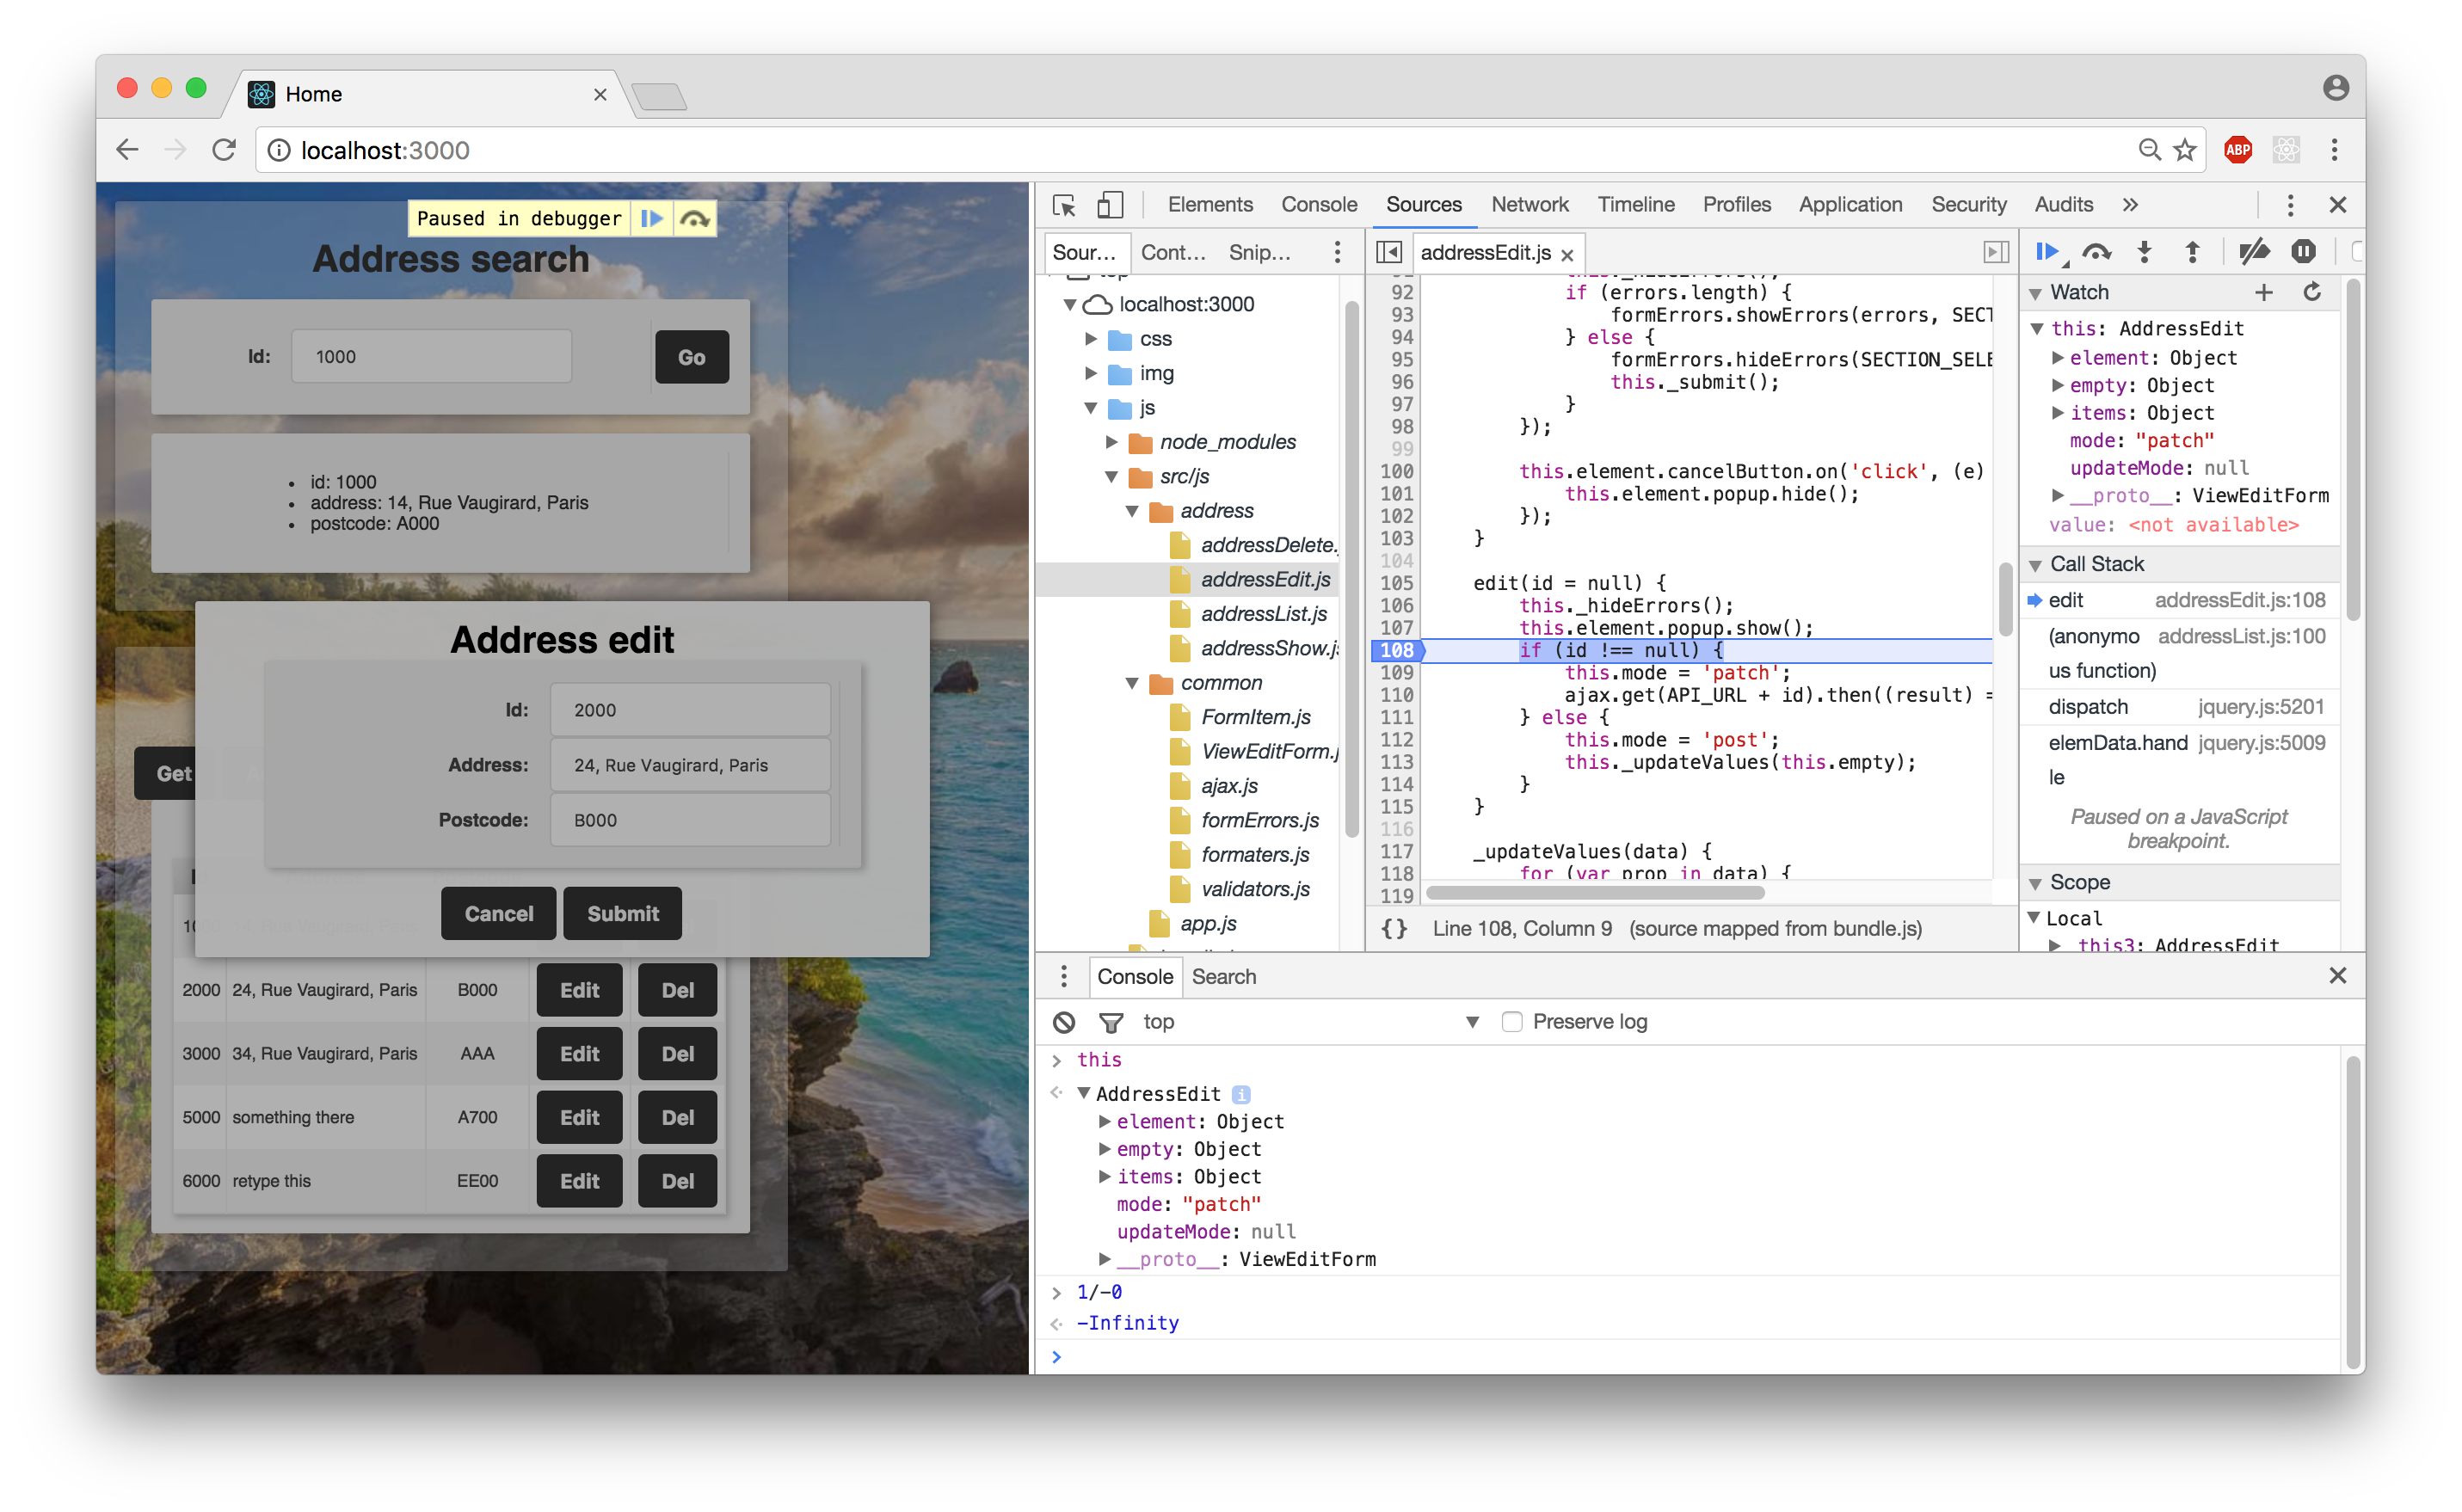 Home
localhost:3000
ABP
Paused in debugger
Address search
Id: 1000 Go
id: 1000
address: 14, Rue Vaugirard, Paris
postcode: A000
Address edit
Id: 2000
Address: 24, Rue Vaugirard, Paris
Postcode: B000
Get
Cancel Submit
2000 24, Rue Vaugirard, Paris B000 Edit Del
3000 34, Rue Vaugirard, Paris AAA Edit Del
5000 something there A700 Edit Del
6000 retype this EE00 Edit Del
Elements Console Sources Network Timeline Profiles Application Security Audits »
Sour... Cont... Snip...
localhost:3000
css
img
js
node_modules
src/js
address
addressDelete.
addressEdit.js
addressList.js
addressShow.j
common
FormItem.js
ViewEditForm.j
ajax.js
formErrors.js
formaters.js
validators.js
app.js
addressEdit.js
92 if (errors.length) {
93 formErrors.showErrors(errors, SECT
94 } else {
95 formErrors.hideErrors(SECTION_SELE
96 this._submit();
97 }
98 });
99
100 this.element.cancelButton.on('click', (e)
101 this.element.popup.hide();
102 });
103 }
104
105 edit(id = null) {
106 this._hideErrors();
107 this.element.popup.show();
108 if (id !== null) {
109 this.mode = 'patch';
110 ajax.get(API_URL + id).then((result) =
111 } else {
112 this.mode = 'post';
113 this._updateValues(this.empty);
114 }
115 }
116
117 _updateValues(data) {
118 for (var prop in data) {
119
{} Line 108, Column 9 (source mapped from bundle.js)
Watch
this: AddressEdit
element: Object
empty: Object
items: Object
mode: "patch"
updateMode: null
__proto__: ViewEditForm
value: <not available>
Call Stack
edit addressEdit.js:108
(anonymo addressList.js:100
us function)
dispatch jquery.js:5201
elemData.hand jquery.js:5009
le
Paused on a JavaScript
breakpoint.
Scope
Local
_this3: AddressEdit
Console Search
top Preserve log
this
AddressEdit i
element: Object
empty: Object
items: Object
mode: "patch"
updateMode: null
__proto__: ViewEditForm
1/-0
-Infinity